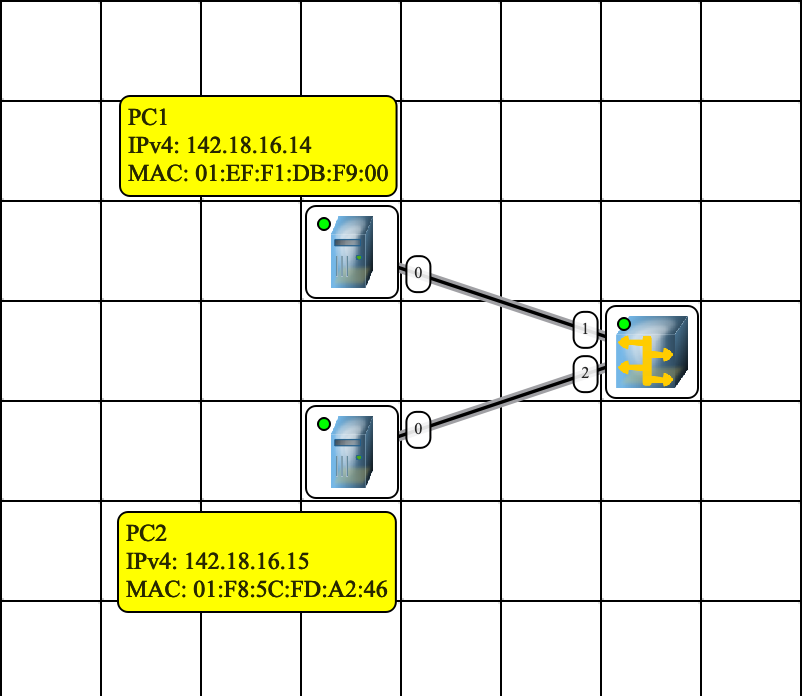 PC1
IPv4: 142.18.16.14
MAC: 01:EF:F1:DB:F9:00
0
1
2
0
PC2
IPv4: 142.18.16.15
MAC: 01:F8:5C:FD:A2:46